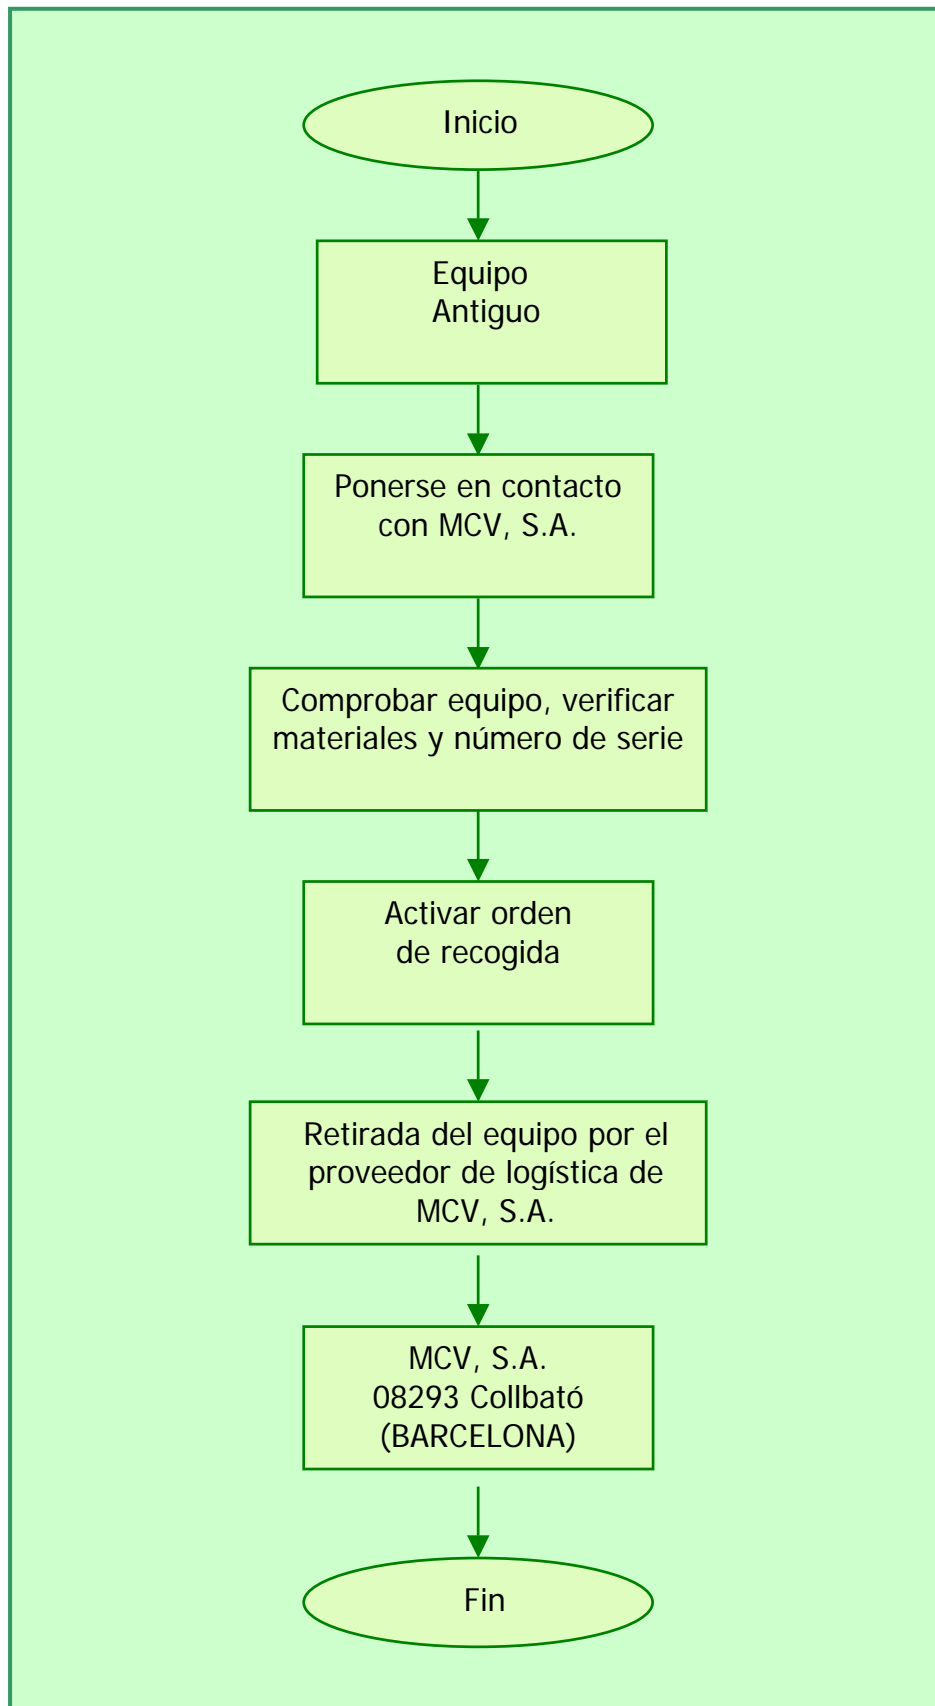 Inicio
Equipo
Antiguo
Ponerse en contacto
con MCV, S.A.
Comprobar equipo, verificar
materiales y número de serie
Activar orden
de recogida
Retirada del equipo por el
proveedor de logística de
MCV, S.A.
MCV, S.A.
08293 Collbató
(BARCELONA)
Fin